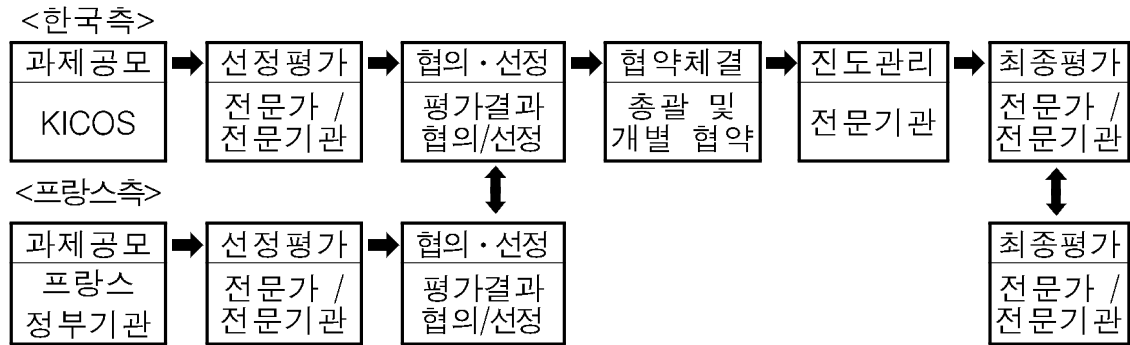 <한국측>
과제공모
KICOS
선정평가
전문가 /
전문기관
협의 · 선정
평가결과
협의/선정
협약체결
총괄 및
개별 협약
진도관리
전문기관
최종평가
전문가 /
전문기관
<프랑스측>
과제공모
프랑스
정부기관
선정평가
전문가 /
전문기관
협의 · 선정
평가결과
협의/선정
최종평가
전문가 /
전문기관